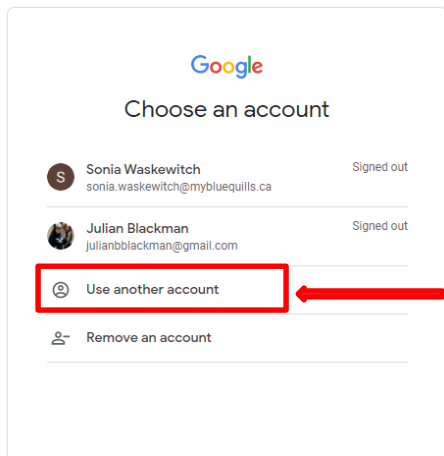 Google
Choose an account
S
Sonia Waskewitch
Signed out
sonia.waskewitch@mybluequills.ca
Julian Blackman
Signed out
julianbblackman@gmail.com
Use another account
Remove an account